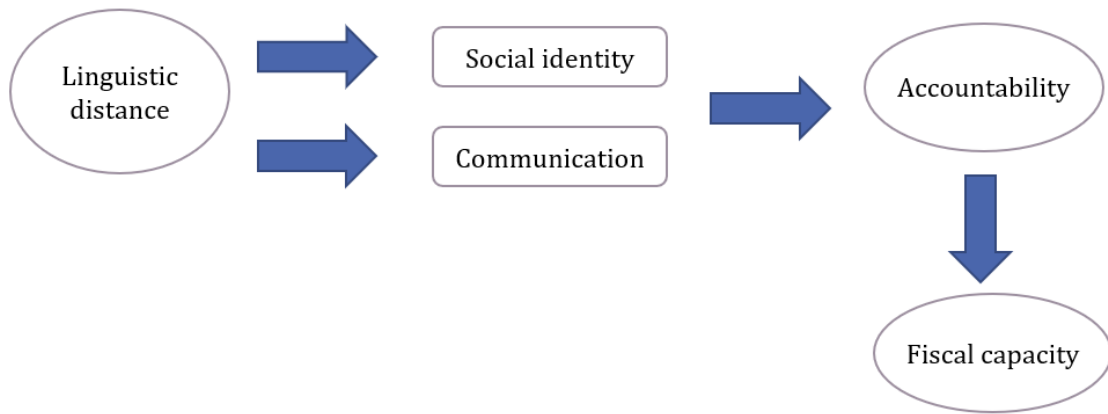 Linguistic
distance
Social identity
Communication
Accountability
Fiscal capacity